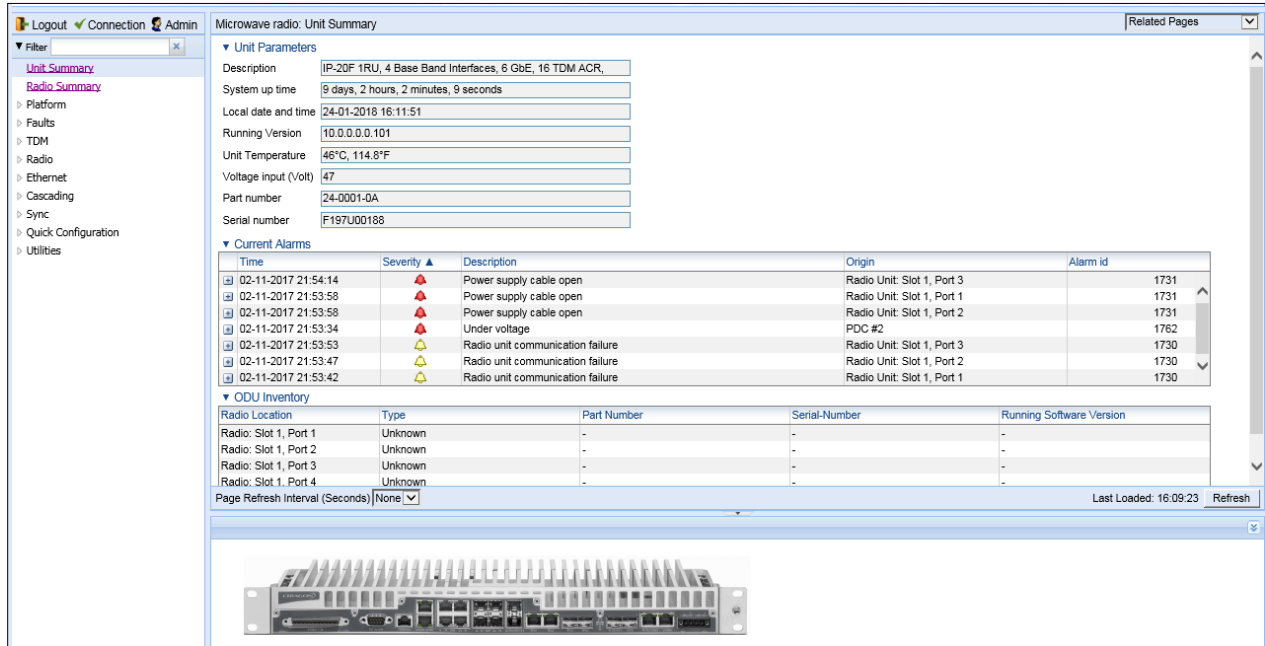 Logout Connection Admin
Microwave radio: Unit Summary
Related Pages
Filter
Unit Summary
Radio Summary
Platform
Faults
TDM
Radio
Ethernet
Cascading
Sync
Quick Configuration
Utilities
Unit Parameters
Description IP-20F 1RU, 4 Base Band Interfaces, 6 GbE, 16 TDM ACR,
System up time 9 days, 2 hours, 2 minutes, 9 seconds
Local date and time 24-01-2018 16:11:51
Running Version 10.0.0.0.0.101
Unit Temperature 46°C, 114.8°F
Voltage input (Volt) 47
Part number 24-0001-0A
Serial number F197U00188
Current Alarms
Time Severity ▲ Description Origin Alarm id
02-11-2017 21:54:14 Power supply cable open Radio Unit: Slot 1, Port 3 1731
02-11-2017 21:53:58 Power supply cable open Radio Unit: Slot 1, Port 1 1731
02-11-2017 21:53:58 Power supply cable open Radio Unit: Slot 1, Port 2 1731
02-11-2017 21:53:34 Under voltage PDC #2 1762
02-11-2017 21:53:53 Radio unit communication failure Radio Unit: Slot 1, Port 3 1730
02-11-2017 21:53:47 Radio unit communication failure Radio Unit: Slot 1, Port 2 1730
02-11-2017 21:53:42 Radio unit communication failure Radio Unit: Slot 1, Port 1 1730
ODU Inventory
Radio Location Type Part Number Serial-Number Running Software Version
Radio: Slot 1, Port 1 Unknown - - -
Radio: Slot 1, Port 2 Unknown - - -
Radio: Slot 1, Port 3 Unknown - - -
Radio: Slot 1, Port 4 Unknown - - -
Page Refresh Interval (Seconds) None
Last Loaded: 16:09:23 Refresh